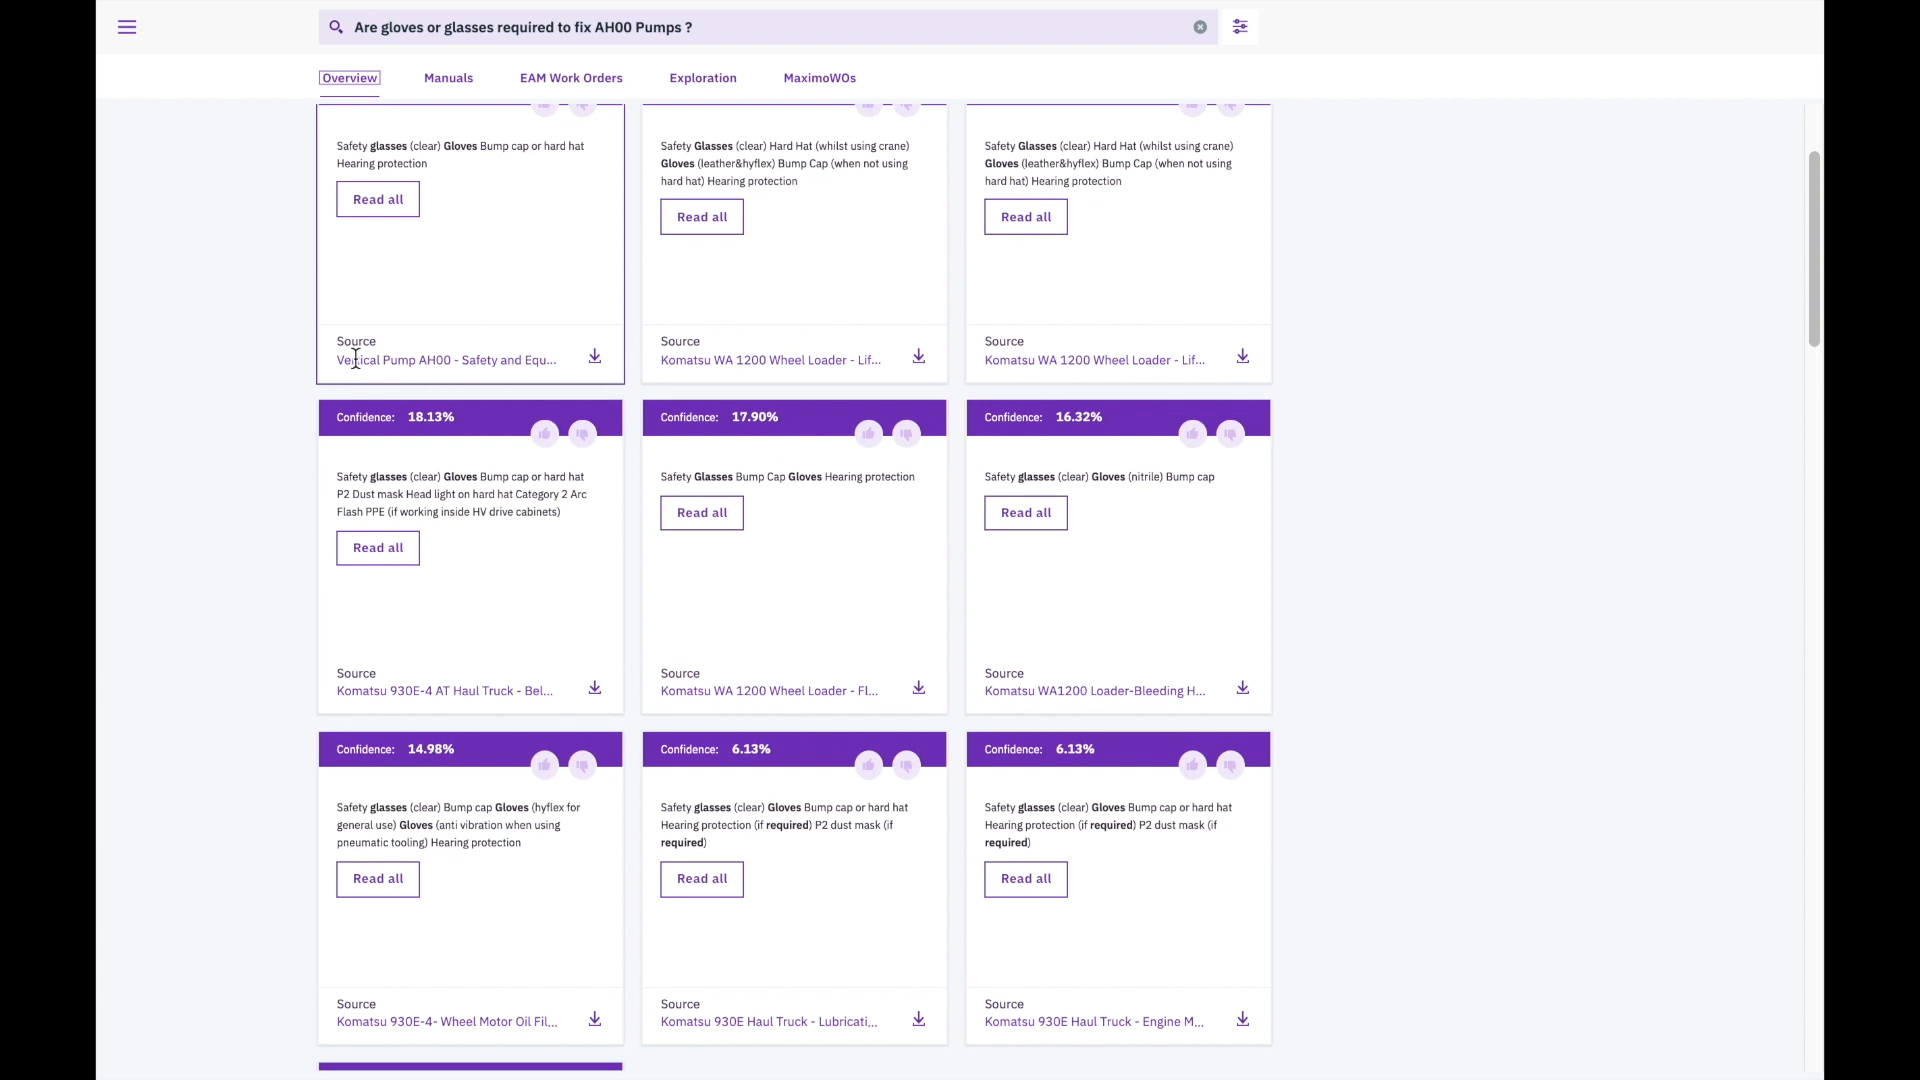 Are gloves or glasses required to fix AH00 Pumps ?
Overview
Manuals
EAM Work Orders
Exploration
MaximoWOs
Safety glasses (clear) Gloves Bump cap or hard hat
Hearing protection
Read all
Source
Vertical Pump AH00 - Safety and Equ...
Safety Glasses (clear) Hard Hat (whilst using crane)
Gloves (leather&hyflex) Bump Cap (when not using
hard hat) Hearing protection
Read all
Source
Komatsu WA 1200 Wheel Loader - Lif...
Safety Glasses (clear) Hard Hat (whilst using crane)
Gloves (leather&hyflex) Bump Cap (when not using
hard hat) Hearing protection
Read all
Source
Komatsu WA 1200 Wheel Loader - Lif...
Confidence: 18.13%
Safety glasses (clear) Gloves Bump cap or hard hat
P2 Dust mask Head light on hard hat Category 2 Arc
Flash PPE (if working inside HV drive cabinets)
Read all
Source
Komatsu 930E-4 AT Haul Truck - Bel...
Confidence: 17.90%
Safety Glasses Bump Cap Gloves Hearing protection
Read all
Source
Komatsu WA 1200 Wheel Loader - Fl...
Confidence: 16.32%
Safety glasses (clear) Gloves (nitrile) Bump cap
Read all
Source
Komatsu WA1200 Loader-Bleeding H...
Confidence: 14.98%
Safety glasses (clear) Bump cap Gloves (hyflex for
general use) Gloves (anti vibration when using
pneumatic tooling) Hearing protection
Read all
Source
Komatsu 930E-4- Wheel Motor Oil Fil...
Confidence: 6.13%
Safety glasses (clear) Gloves Bump cap or hard hat
Hearing protection (if required) P2 dust mask (if
required)
Read all
Source
Komatsu 930E Haul Truck - Lubricati...
Confidence: 6.13%
Safety glasses (clear) Gloves Bump cap or hard hat
Hearing protection (if required) P2 dust mask (if
required)
Read all
Source
Komatsu 930E Haul Truck - Engine M...